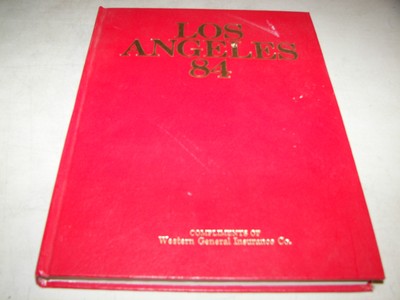 LOS
ANGELES
84
COMPLIMENTS OF
Western General Insurance Co.